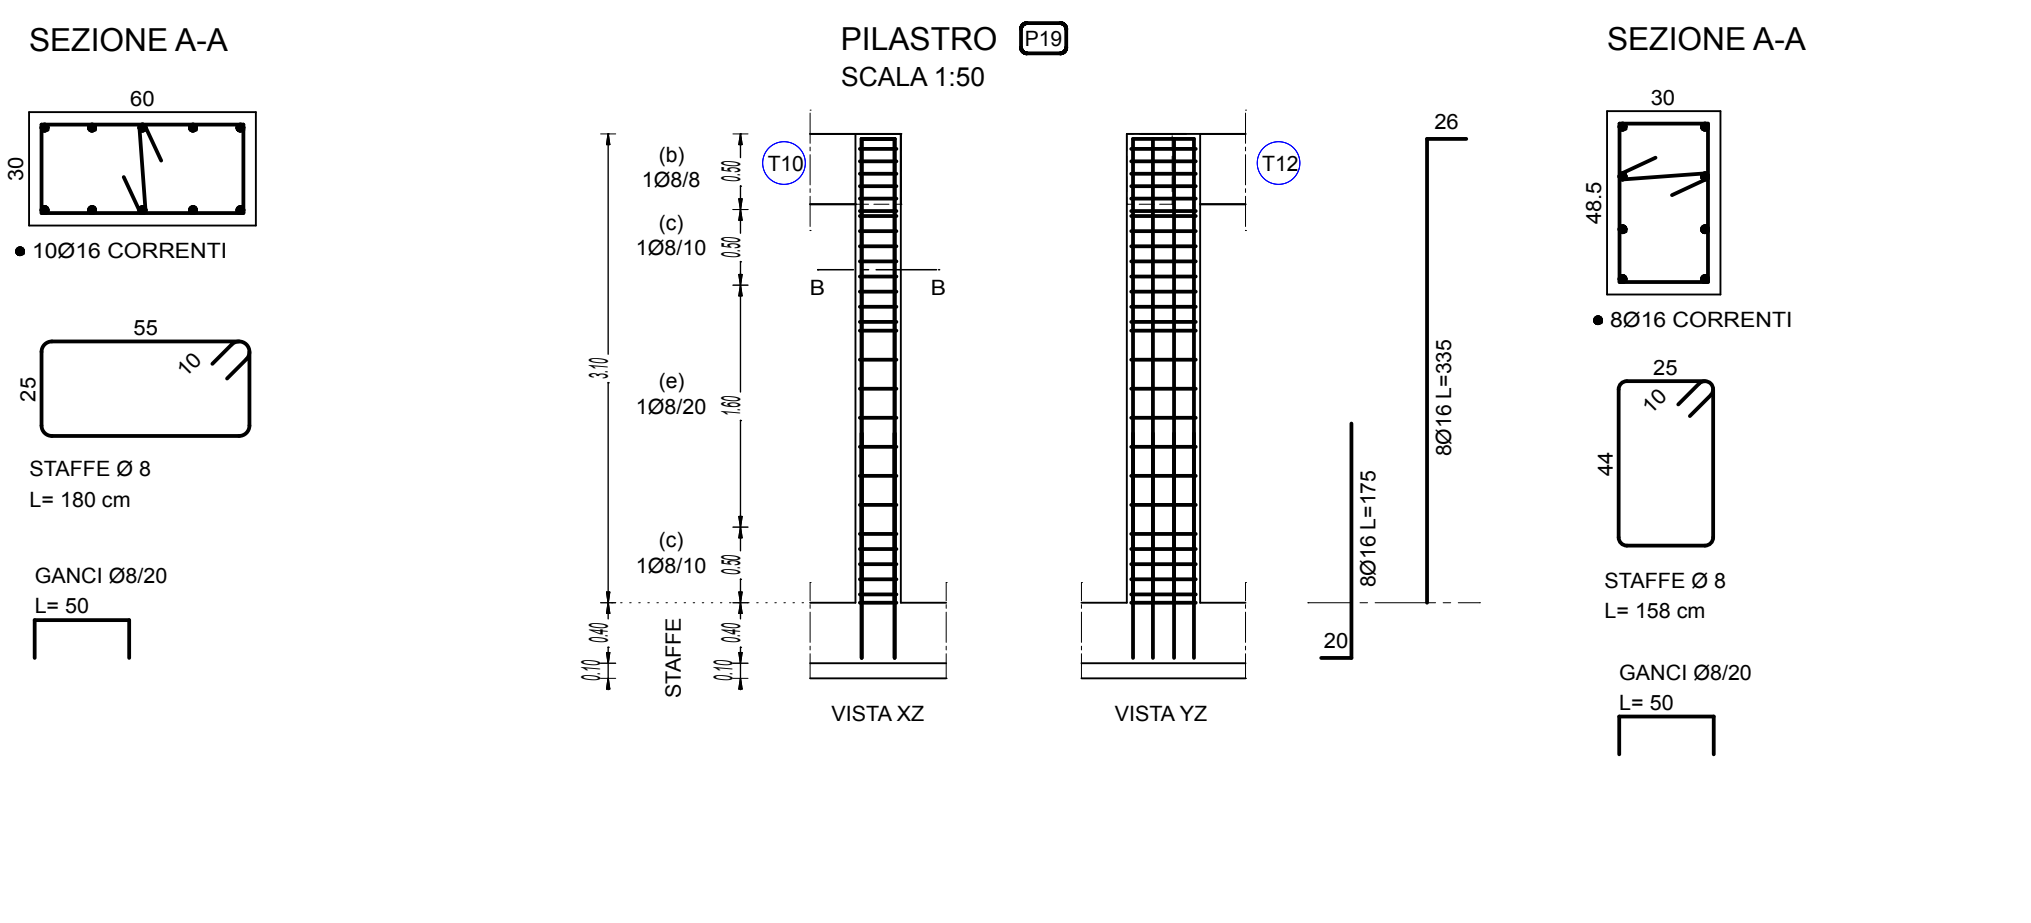 SEZIONE A-A
60
30
10Ø16 CORRENTI
55
10
25
STAFFE Ø 8
L= 180 cm
GANCI Ø8/20
L= 50
PILASTRO P19
SCALA 1:50
3.10
0.40
0.10
(b)
1Ø8/8
0.50
(c)
1Ø8/10
0.50
(e)
1Ø8/20
1.60
(c)
1Ø8/10
0.50
STAFFE
0.40
0.10
T10
B B
VISTA XZ
T12
VISTA YZ
26
8Ø16 L=335
8Ø16 L=175
20
SEZIONE A-A
30
48.5
8Ø16 CORRENTI
25
10
44
STAFFE Ø 8
L= 158 cm
GANCI Ø8/20
L= 50